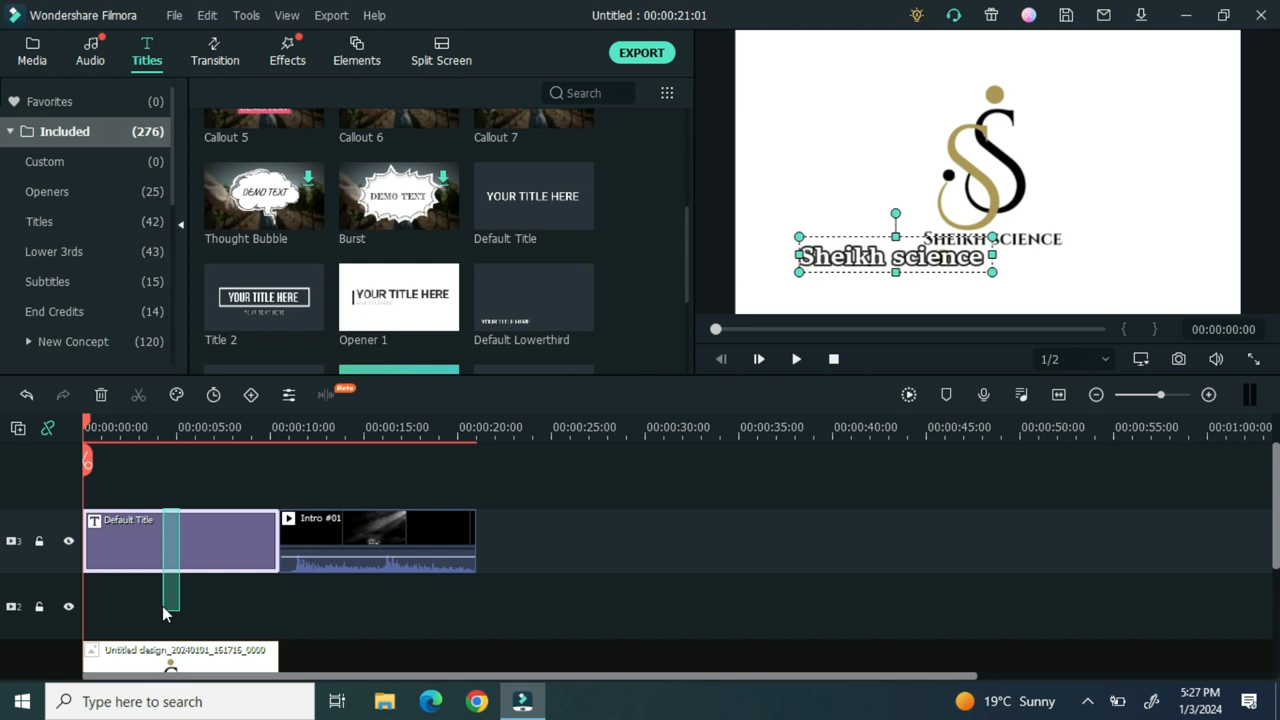 Wondershare Filmora
File
Edit
Tools
View
Export
Help
Untitled : 00:00:21:01
Media
Audio
Titles
Transition
Effects
Elements
Split Screen
EXPORT
Favorites (0)
Included (276)
Custom (0)
Openers (25)
Titles (42)
Lower 3rds (43)
Subtitles (15)
End Credits (14)
New Concept (120)
Search
DEMO TEXT
Callout 5
Callout 6
Callout 7
DEMO TEXT
DEMO TEXT
YOUR TITLE HERE
Thought Bubble
Burst
Default Title
YOUR TITLE HERE
YOUR TITLE HERE
YOUR TITLE HERE
Title 2
Opener 1
Default Lowerthird
SHEIKH SCIENCE
Sheikh science
00:00:00:00
1/2
Beta
00:00:00:00
00:00:05:00
00:00:10:00
00:00:15:00
00:00:20:00
00:00:25:00
00:00:30:00
00:00:35:00
00:00:40:00
00:00:45:00
00:00:50:00
00:00:55:00
00:01:00:00
T Default Title
Intro #01
3
2
Untitled design_20240101_161716_0000
Type here to search
19°C Sunny
5:27 PM
1/3/2024